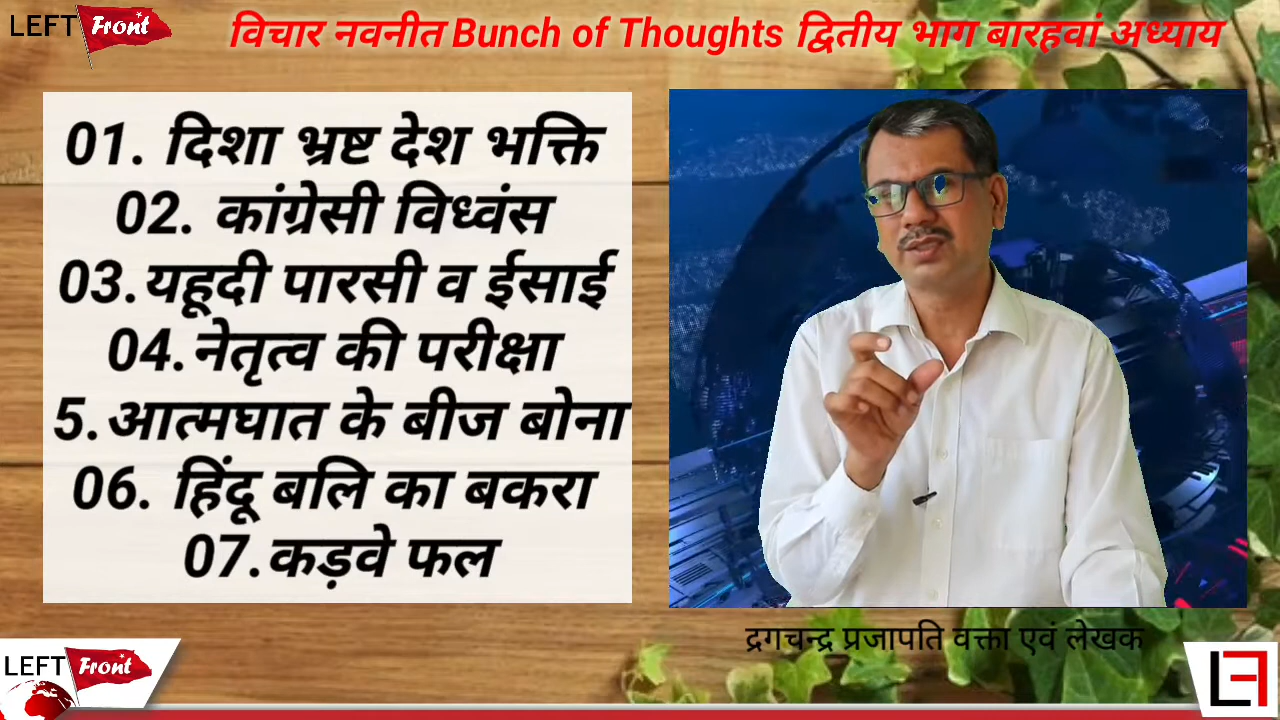 LEFT Front
विचार नवनीत Bunch of Thoughts द्वितीय भाग बारहवां अध्याय
01. दिशा भ्रष्ट देश भक्ति
02. कांग्रेसी विध्वंस
03.यहूदी पारसी व ईसाई
04.नेतृत्व की परीक्षा
5.आत्मघात के बीज बोना
06. हिंदू बलि का बकरा
07.कड़वे फल
द्रगचन्द्र प्रजापति वक्ता एवं लेखक
LEFT Front
LF